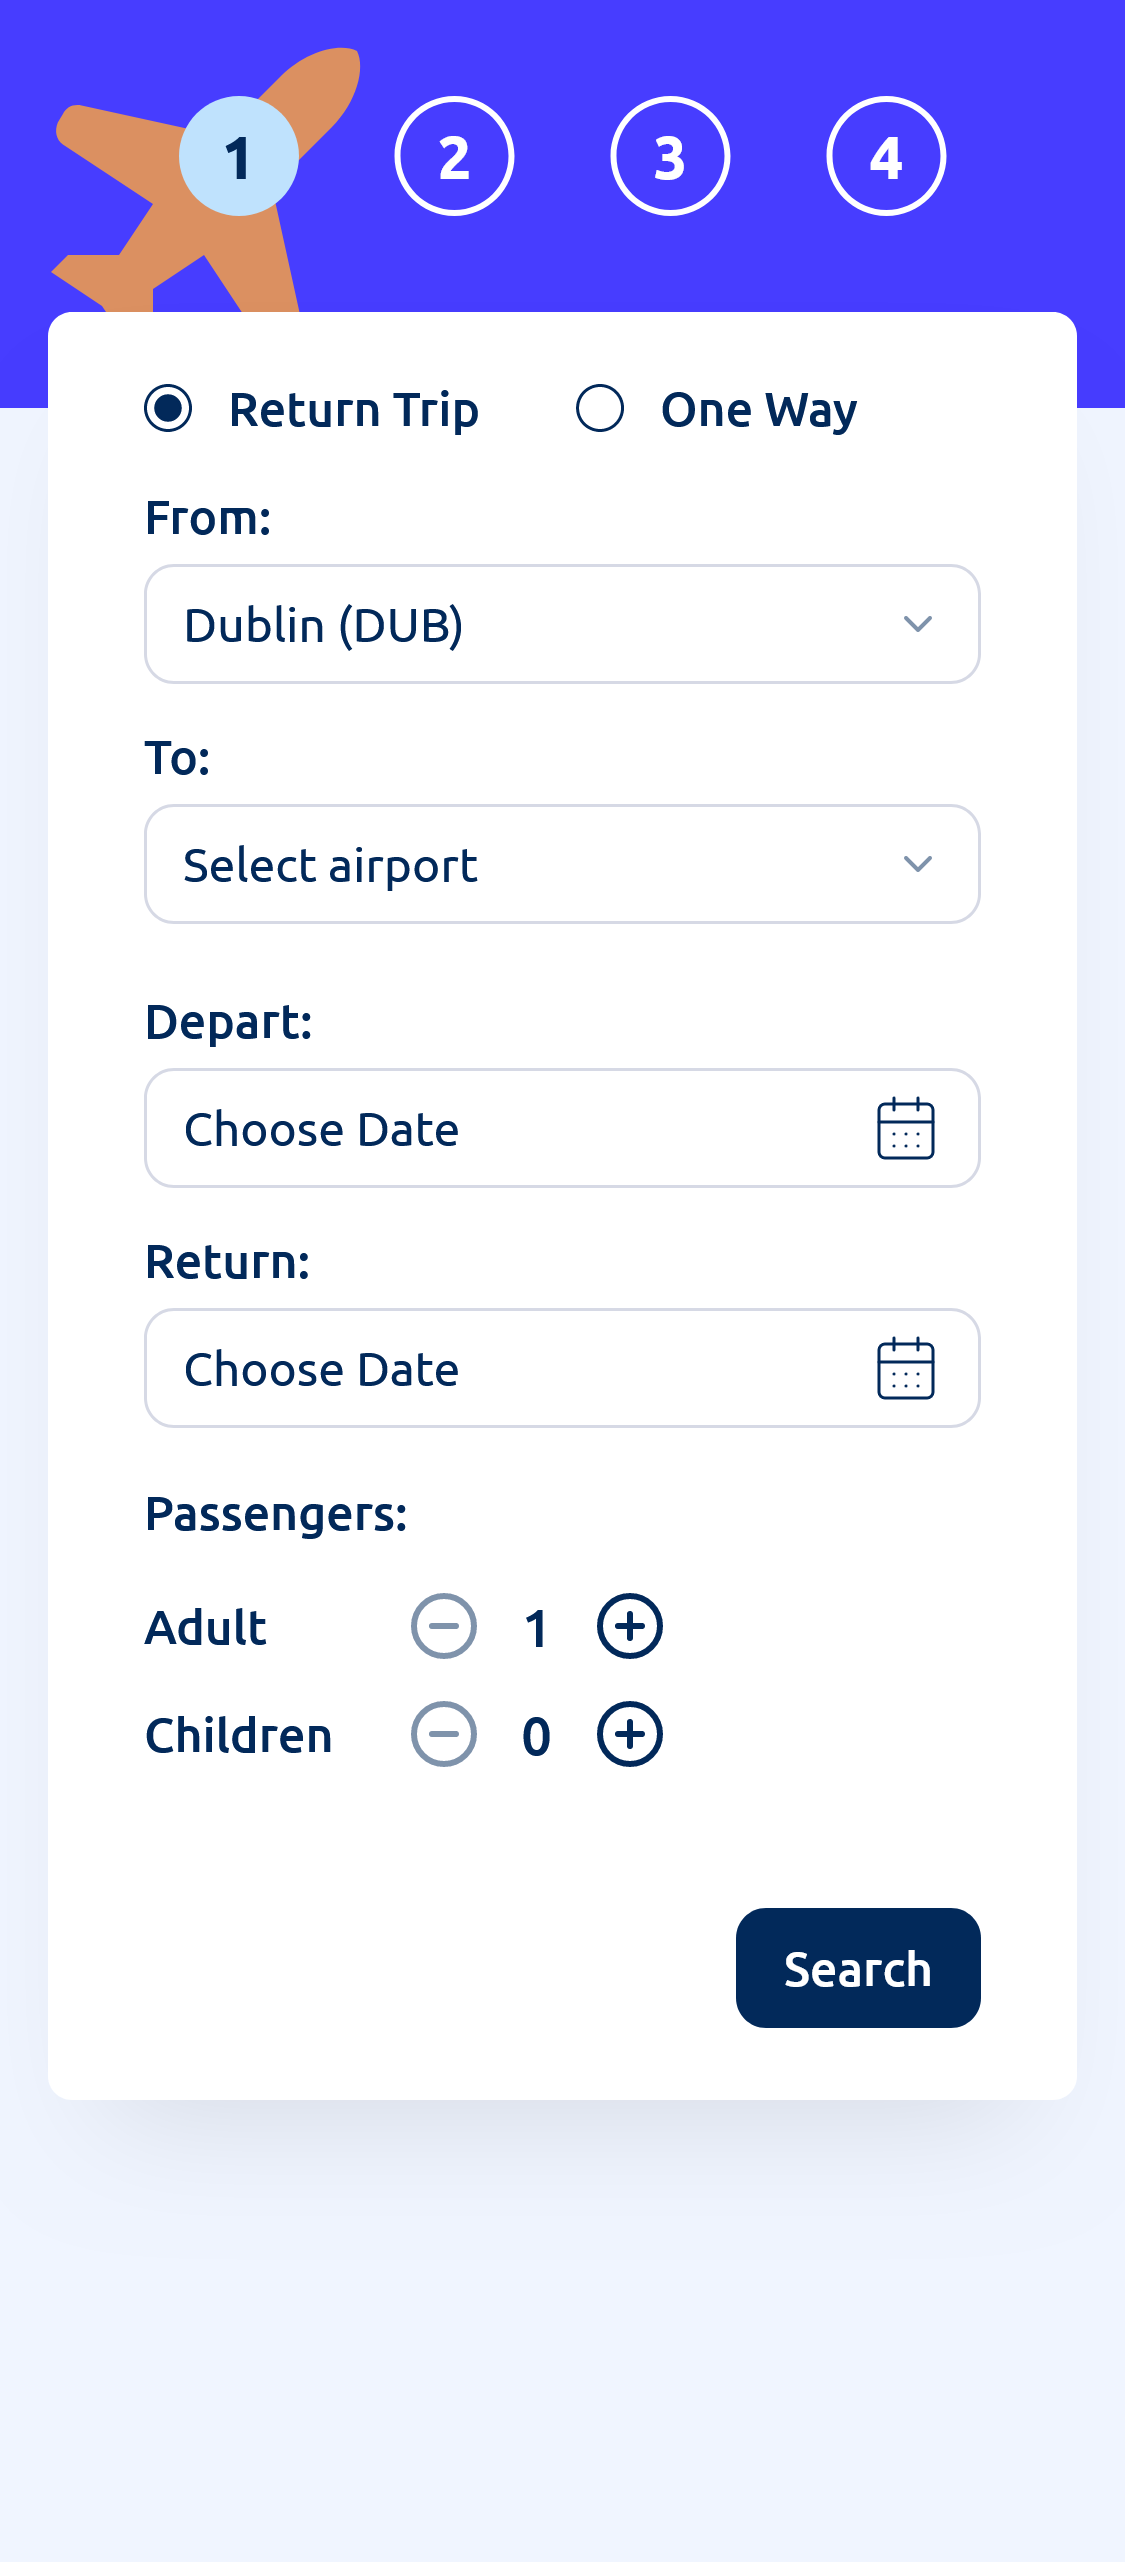 1 2 3 4
Return Trip One Way
From:
Dublin (DUB)
To:
Select airport
Depart:
Choose Date
Return:
Choose Date
Passengers:
Adult 1
Children 0
Search